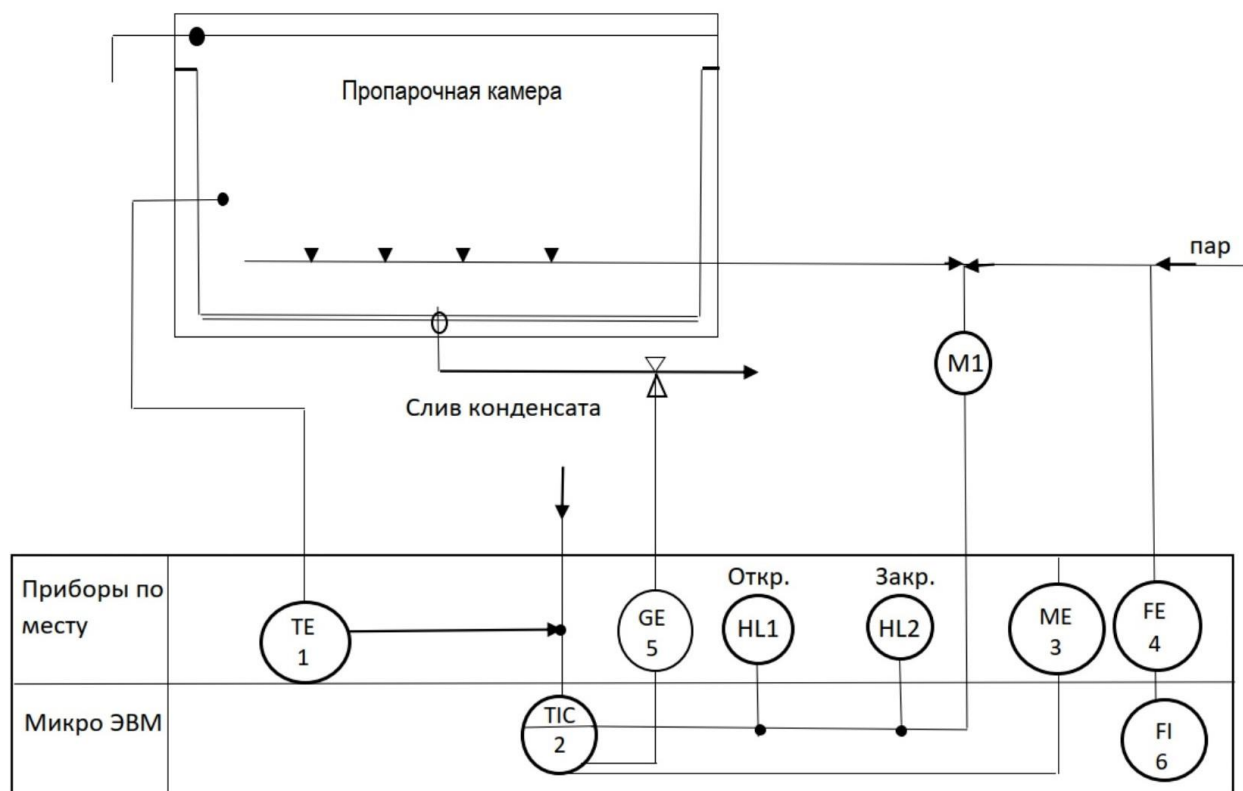 Пропарочная камера
пар
М1
Слив конденсата
Приборы по
месту
TE
1
GE
5
Откр.
HL1
Закр.
HL2
ME
3
FE
4
Микро ЭВМ
TIC
2
FI
6